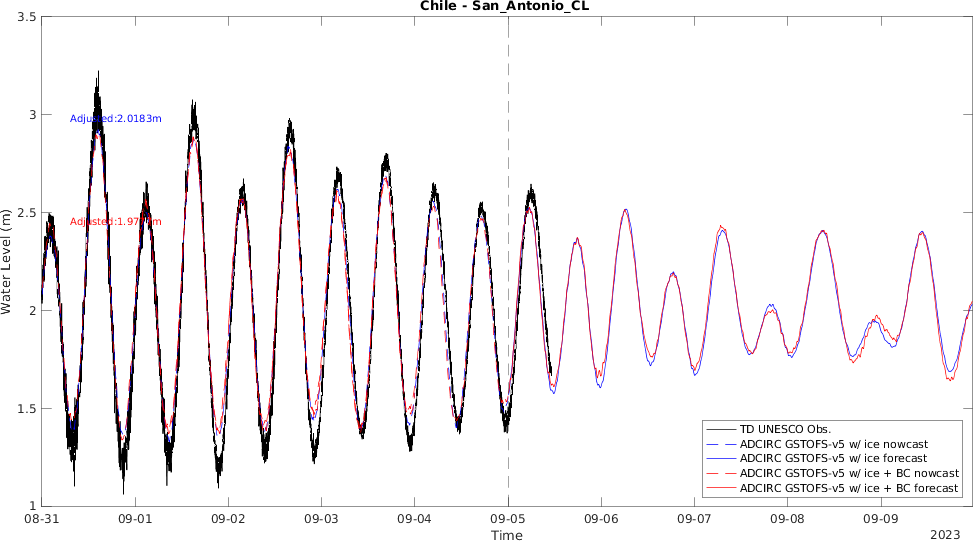 Chile - San_Antonio_CL
3.5
3
2.5
2
1.5
1
Water Level (m)
Adjusted:2.0183m
08-31
09-01
09-02
09-03
09-04
09-05
09-06
09-07
09-08
09-09
Time
2023
TD UNESCO Obs.
ADCIRC GSTOFS-v5 w/ ice nowcast
ADCIRC GSTOFS-v5 w/ ice forecast
ADCIRC GSTOFS-v5 w/ ice + BC nowcast
ADCIRC GSTOFS-v5 w/ ice + BC forecast